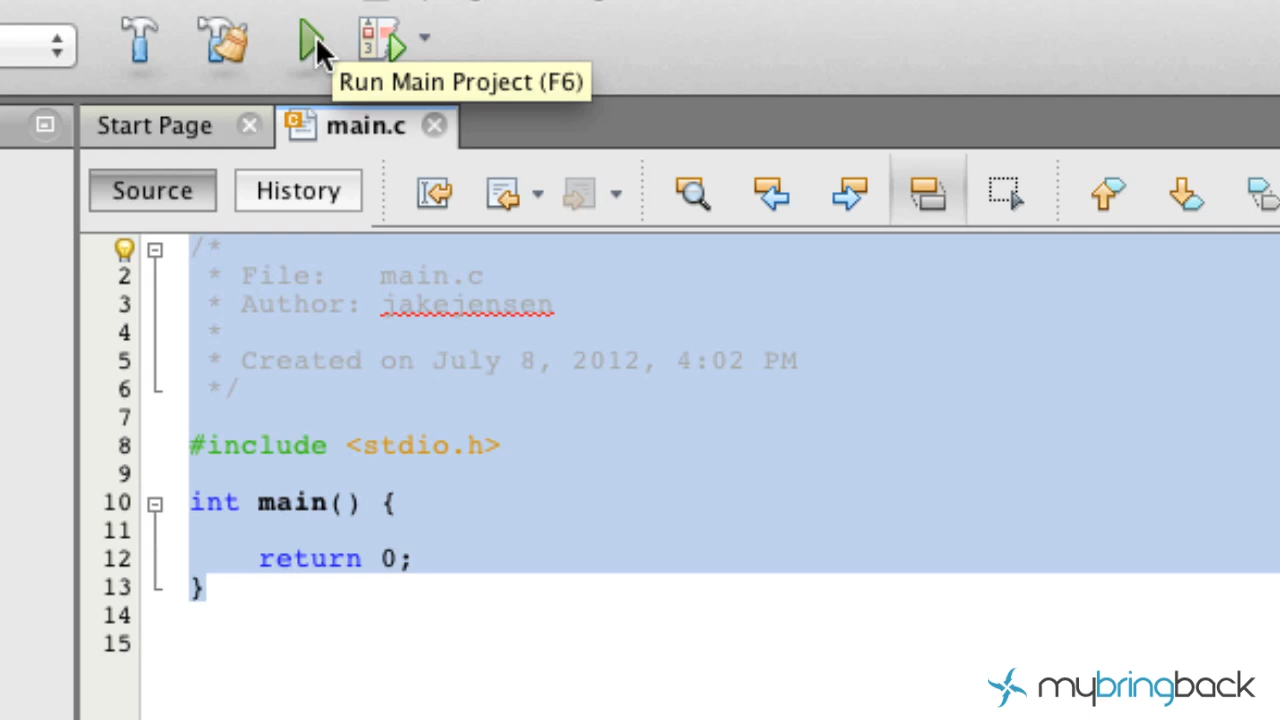 Run Main Project (F6)
Start Page
main.c
Source
History
/*
2 * File: main.c
3 * Author: jakejensen
4 *
5 * Created on July 8, 2012, 4:02 PM
6 */
7
8 #include <stdio.h>
9
10 int main() {
11
12 return 0;
13 }
14
15
mybringback